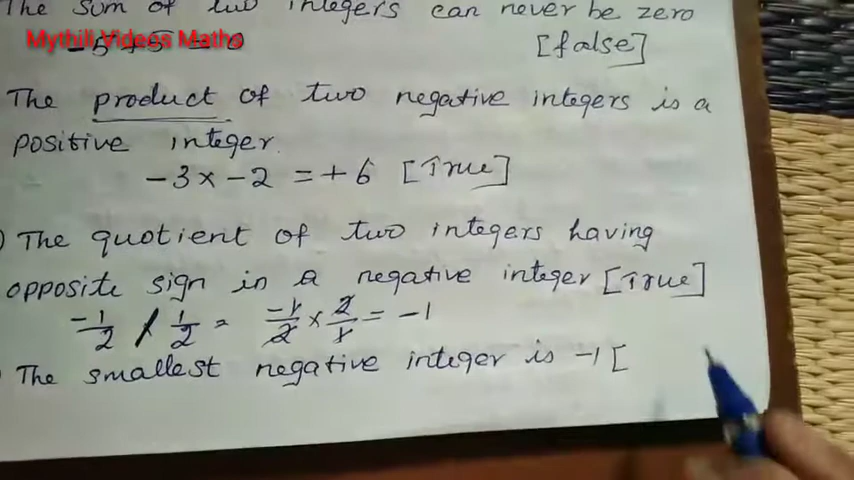 The sum of two integers can never be zero
Mythili Videos Maths
[false]
The product of two negative integers is a
positive integer.
-3 x -2 = +6 [True]
) The quotient of two integers having
opposite sign in a negative integer [True]
-1/2 / 1/2 = -1/2 x 2/1 = -1
The smallest negative integer is -1 [